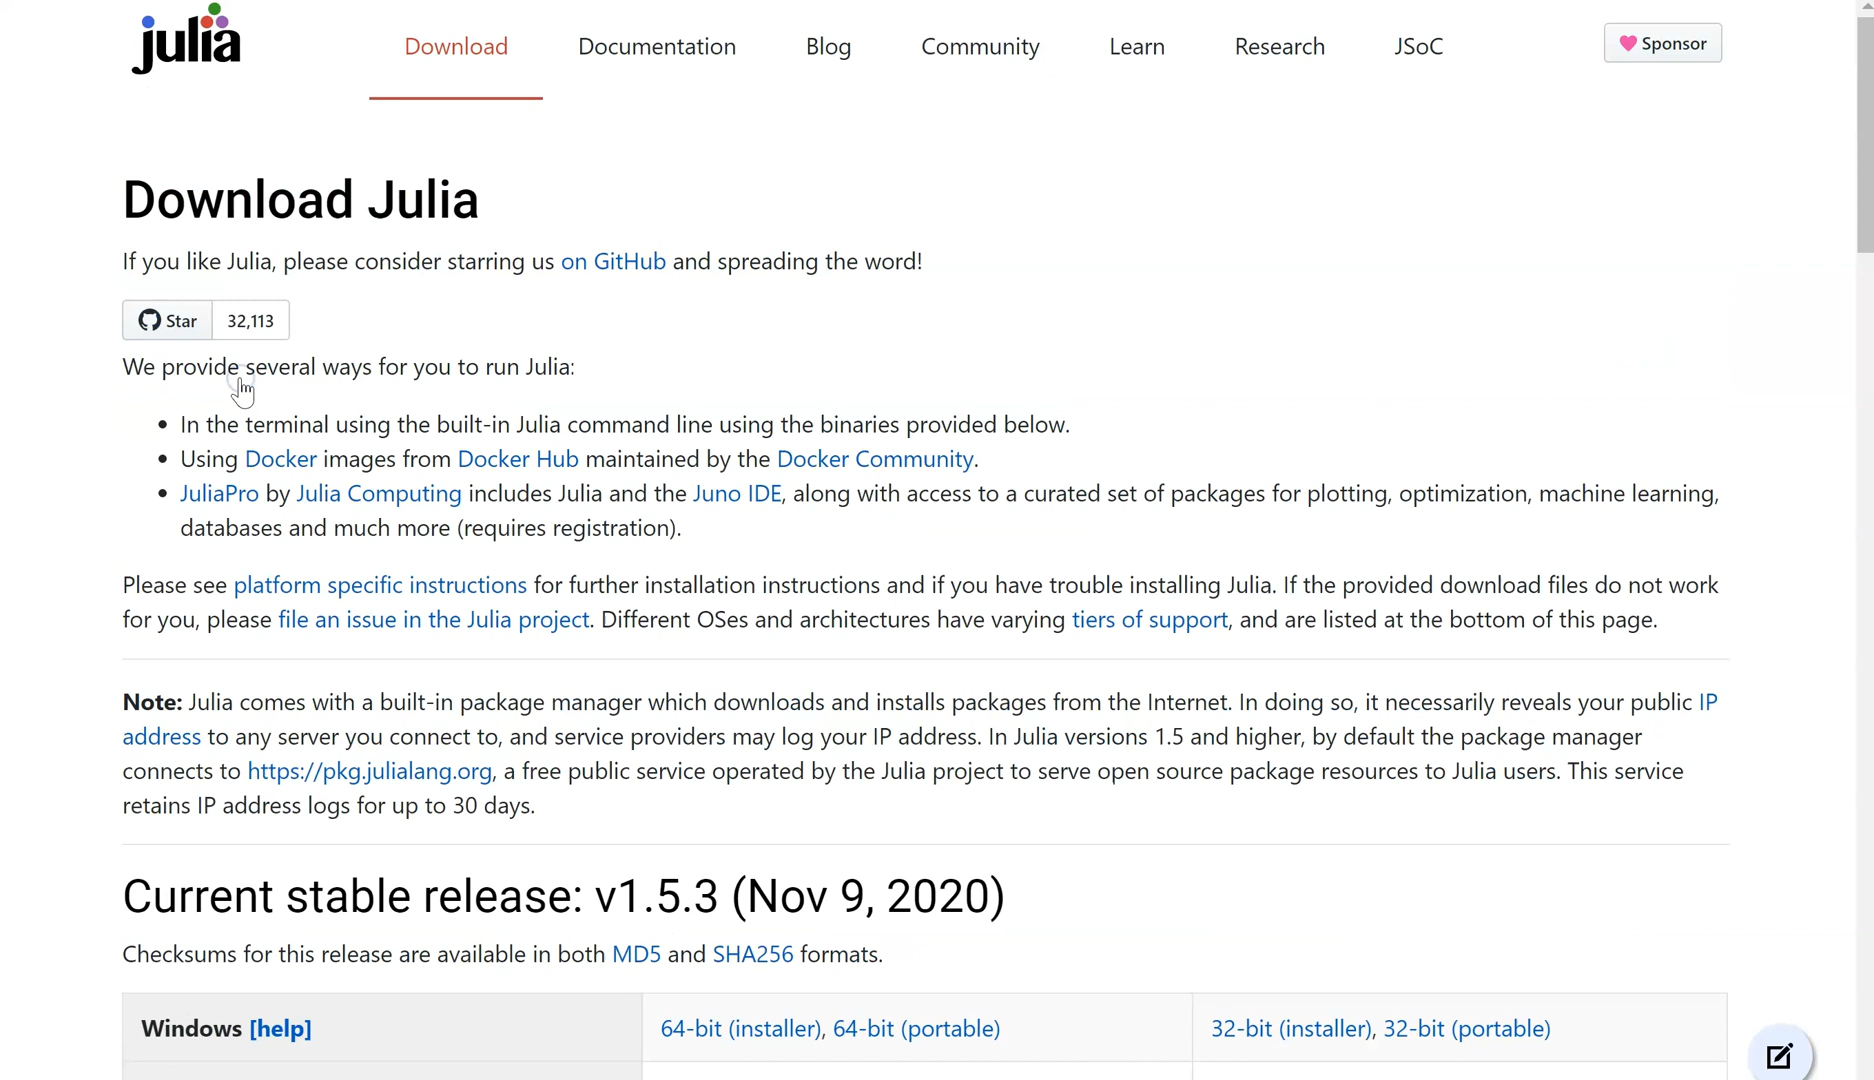 julia
Download Documentation Blog Community Learn Research JSoC Sponsor
Download Julia
If you like Julia, please consider starring us on GitHub and spreading the word!
Star 32,113
We provide several ways for you to run Julia:
• In the terminal using the built-in Julia command line using the binaries provided below.
• Using Docker images from Docker Hub maintained by the Docker Community.
• JuliaPro by Julia Computing includes Julia and the Juno IDE, along with access to a curated set of packages for plotting, optimization, machine learning,
databases and much more (requires registration).
Please see platform specific instructions for further installation instructions and if you have trouble installing Julia. If the provided download files do not work
for you, please file an issue in the Julia project. Different OSes and architectures have varying tiers of support, and are listed at the bottom of this page.
Note: Julia comes with a built-in package manager which downloads and installs packages from the Internet. In doing so, it necessarily reveals your public IP
address to any server you connect to, and service providers may log your IP address. In Julia versions 1.5 and higher, by default the package manager
connects to https://pkg.julialang.org, a free public service operated by the Julia project to serve open source package resources to Julia users. This service
retains IP address logs for up to 30 days.
Current stable release: v1.5.3 (Nov 9, 2020)
Checksums for this release are available in both MD5 and SHA256 formats.
Windows [help] 64-bit (installer), 64-bit (portable) 32-bit (installer), 32-bit (portable)